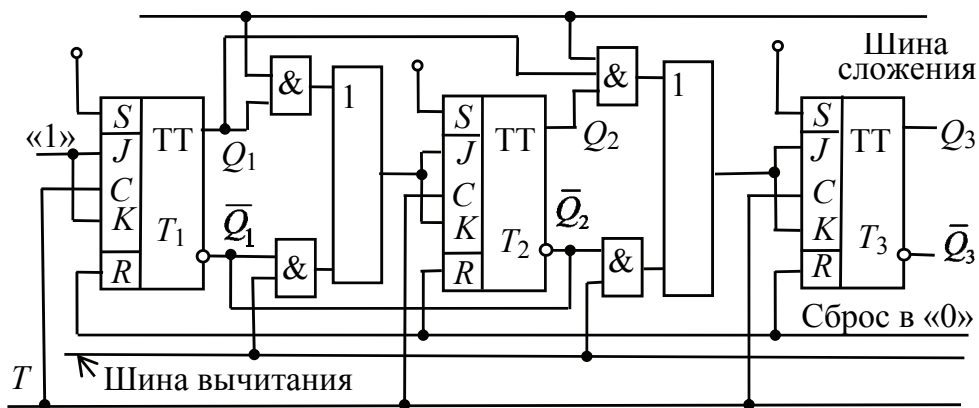 Шина
сложения
& & 1 1
S TT S TT S TT
«1» J Q₁ J Q₂ J Q₃
C C C
K K K
T₁ Q̅₁ T₂ Q̅₂ T₃ Q̅₃
R & R & R
Сброс в «0»
T Шина вычитания